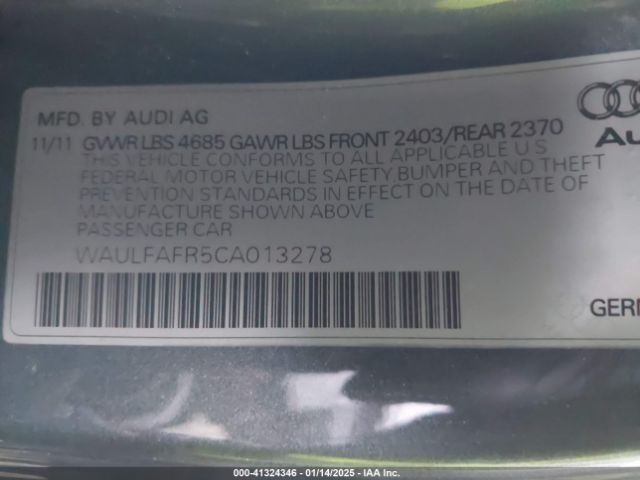 MFD. BY AUDI AG
11/11 GVWR LBS 4685 GAWR LBS FRONT 2403/REAR 2370
THIS VEHICLE CONFORMS TO ALL APPLICABLE U S
FEDERAL MOTOR VEHICLE SAFETY BUMPER AND THEFT
PREVENTION STANDARDS IN EFFECT ON THE DATE OF
MANUFACTURE SHOWN ABOVE
PASSENGER CAR
WAULFAFR5CA013278
000-41324346 - 01/14/2025 - IAA Inc.